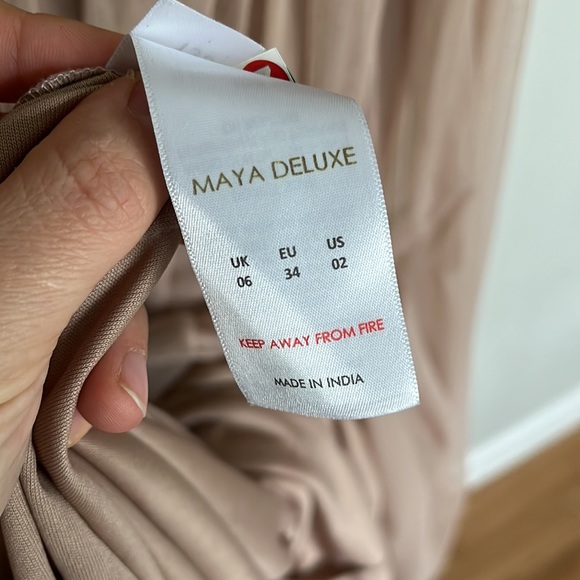 MAYA DELUXE
UK EU US
06 34 02
KEEP AWAY FROM FIRE
MADE IN INDIA